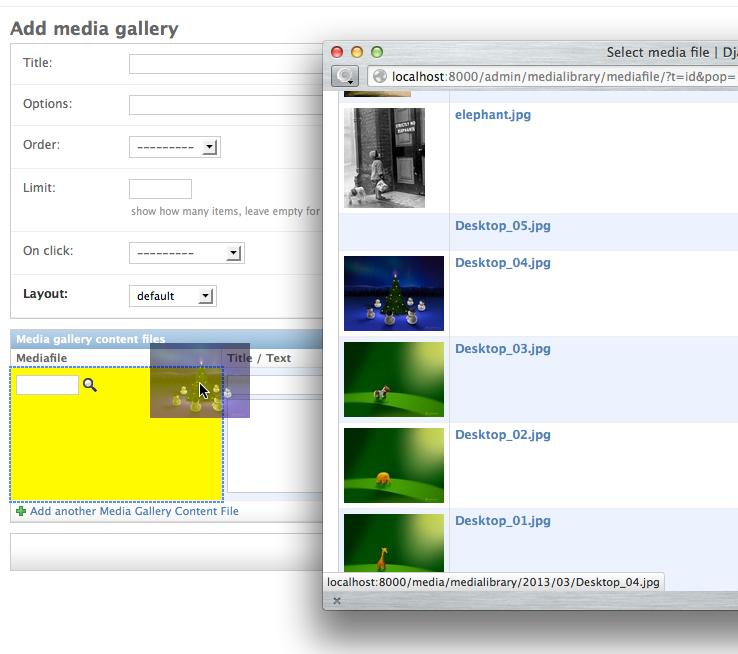 Add media gallery
Title:
Options:
Order:
---------
Limit:
show how many items, leave empty for
On click:
---------
Layout:
default
Media gallery content files
Mediafile
Title / Text
Add another Media Gallery Content File
Select media file | Dja
localhost:8000/admin/medialibrary/mediafile/?t=id&pop=
STRICTLY NO
ELEPHANTS
elephant.jpg
Desktop_05.jpg
Desktop_04.jpg
Desktop_03.jpg
Desktop_02.jpg
Desktop_01.jpg
localhost:8000/media/medialibrary/2013/03/Desktop_04.jpg